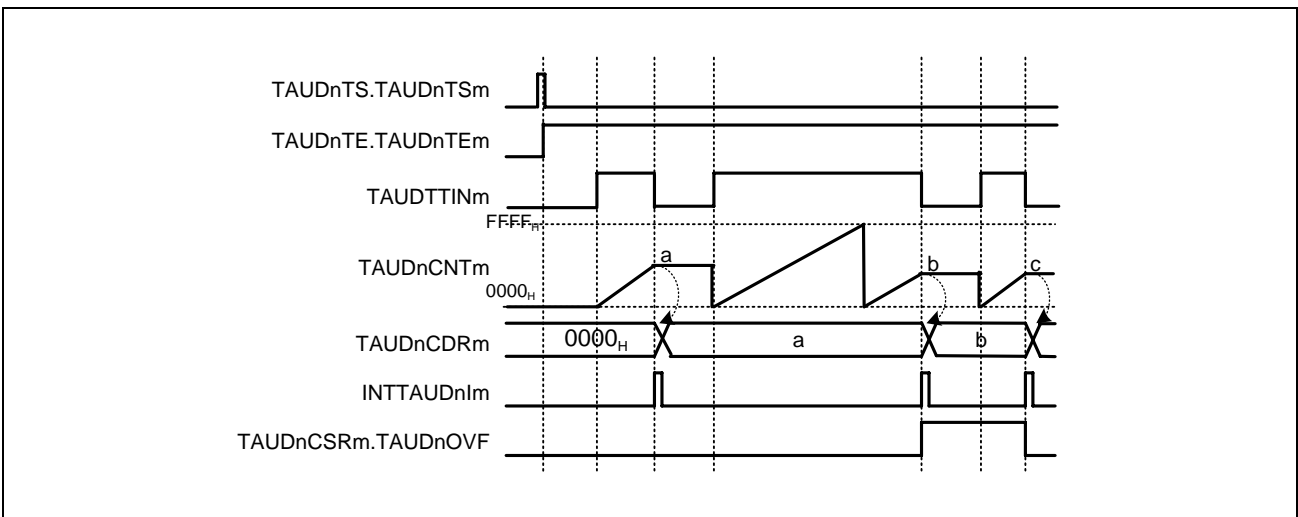 TAUDnTS.TAUDnTSm
TAUDnTE.TAUDnTEm
TAUDTTINm
FFFFH
TAUDnCNTm
a
b
c
0000H
TAUDnCDRm
0000H
a
b
INTTAUDnIm
TAUDnCSRm.TAUDnOVF